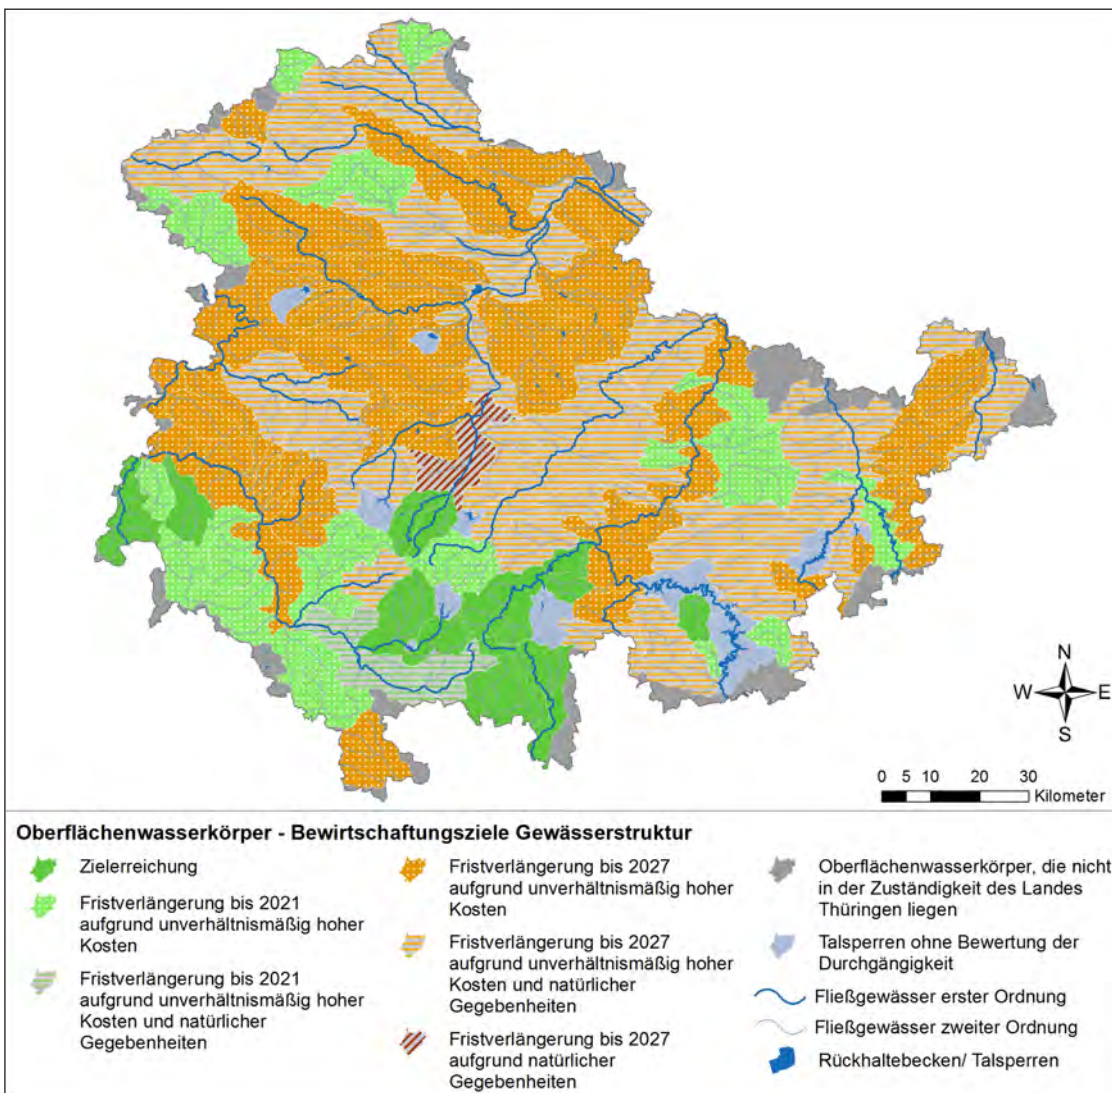 N
W E
S
0 5 10 20 30
Kilometer
Oberflächenwasserkörper - Bewirtschaftungsziele Gewässerstruktur
Zielerreichung
Fristverlängerung bis 2021
aufgrund unverhältnismäßig hoher
Kosten
Fristverlängerung bis 2021
aufgrund unverhältnismäßig hoher
Kosten und natürlicher
Gegebenheiten
Fristverlängerung bis 2027
aufgrund unverhältnismäßig hoher
Kosten
Fristverlängerung bis 2027
aufgrund unverhältnismäßig hoher
Kosten und natürlicher
Gegebenheiten
Fristverlängerung bis 2027
aufgrund natürlicher
Gegebenheiten
Oberflächenwasserkörper, die nicht
in der Zuständigkeit des Landes
Thüringen liegen
Talsperren ohne Bewertung der
Durchgängigkeit
Fließgewässer erster Ordnung
Fließgewässer zweiter Ordnung
Rückhaltebecken/ Talsperren